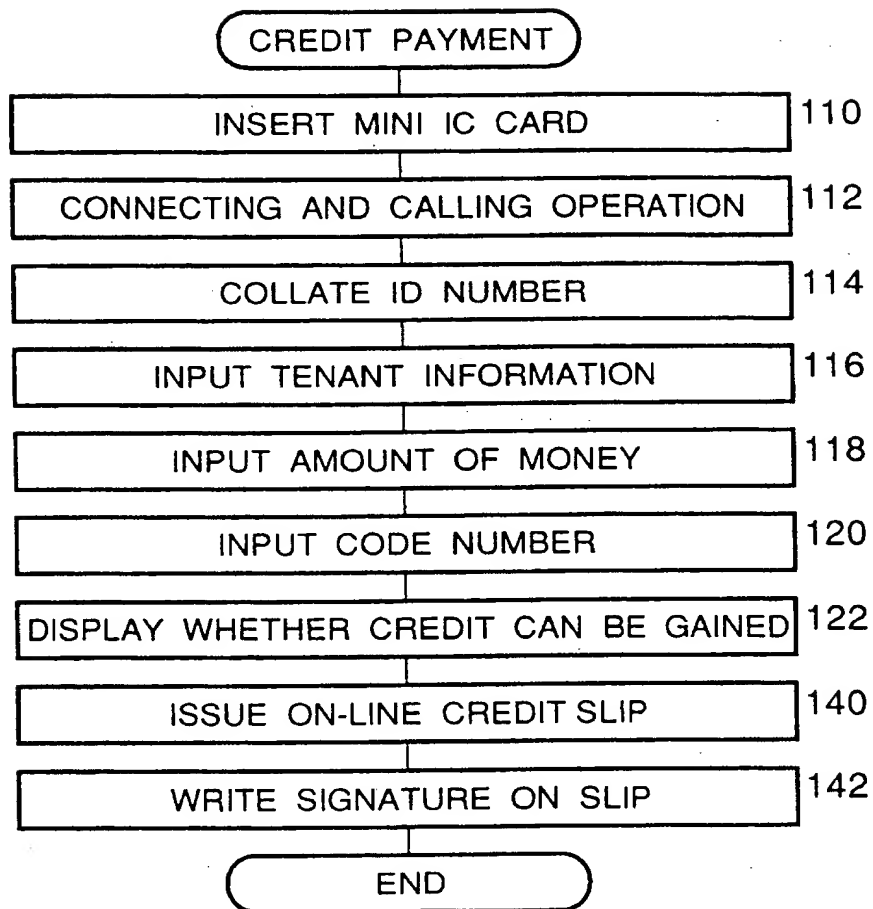 CREDIT PAYMENT
INSERT MINI IC CARD 110
CONNECTING AND CALLING OPERATION 112
COLLATE ID NUMBER 114
INPUT TENANT INFORMATION 116
INPUT AMOUNT OF MONEY 118
INPUT CODE NUMBER 120
DISPLAY WHETHER CREDIT CAN BE GAINED 122
ISSUE ON-LINE CREDIT SLIP 140
WRITE SIGNATURE ON SLIP 142
END